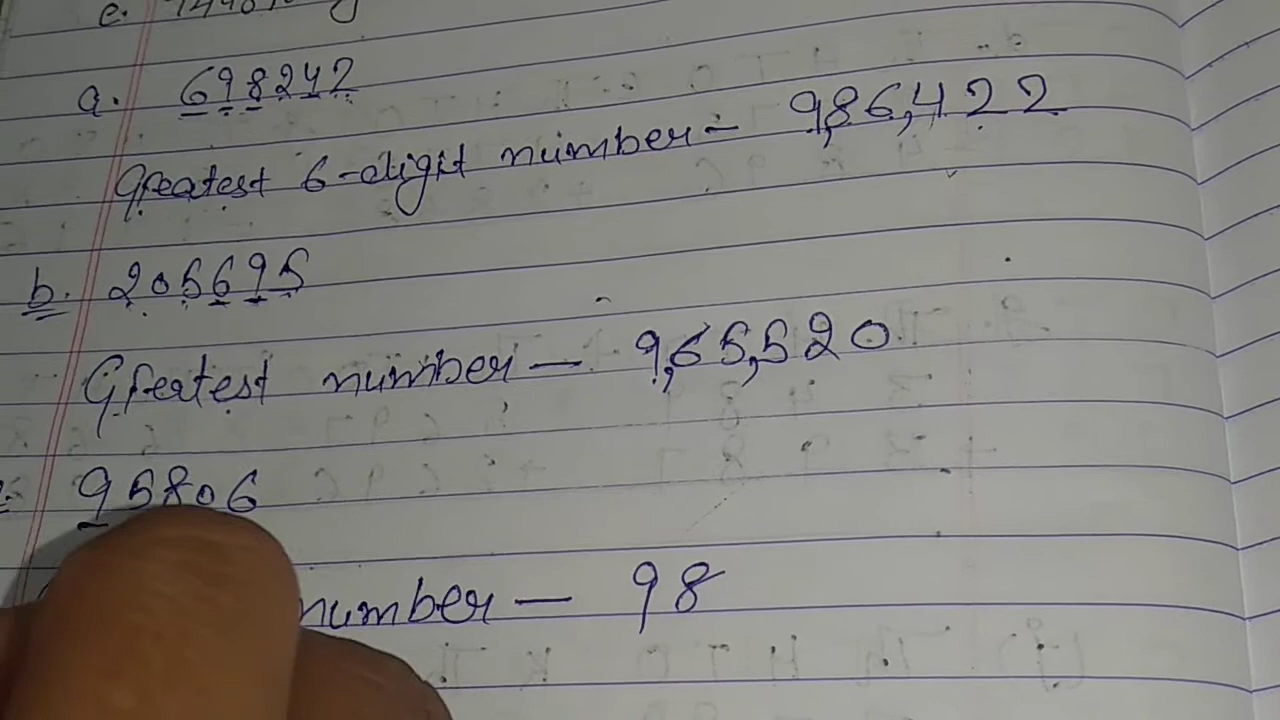 e.
a. 698242
Greatest 6-digit number - 9,86,422
b. 205695
Greatest number - 9,65,520
95806
number - 98